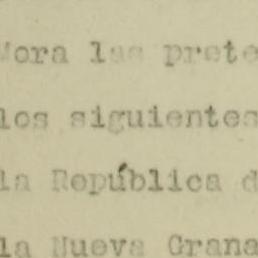 Mora las prete
los siguientes
la República d
la Nueva Grana